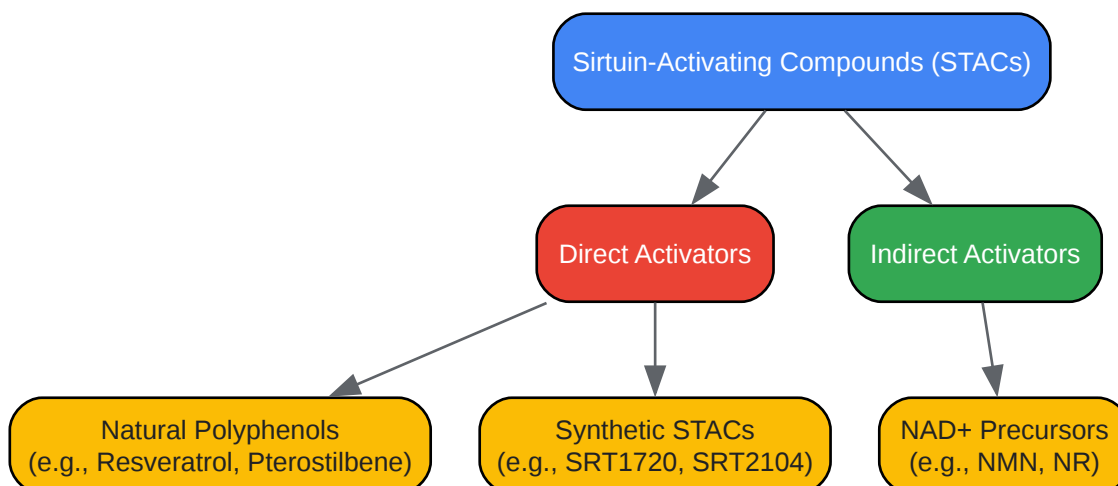 Sirtuin-Activating Compounds (STACs)
Direct Activators
Indirect Activators
Natural Polyphenols
(e.g., Resveratrol, Pterostilbene)
Synthetic STACs
(e.g., SRT1720, SRT2104)
NAD+ Precursors
(e.g., NMN, NR)